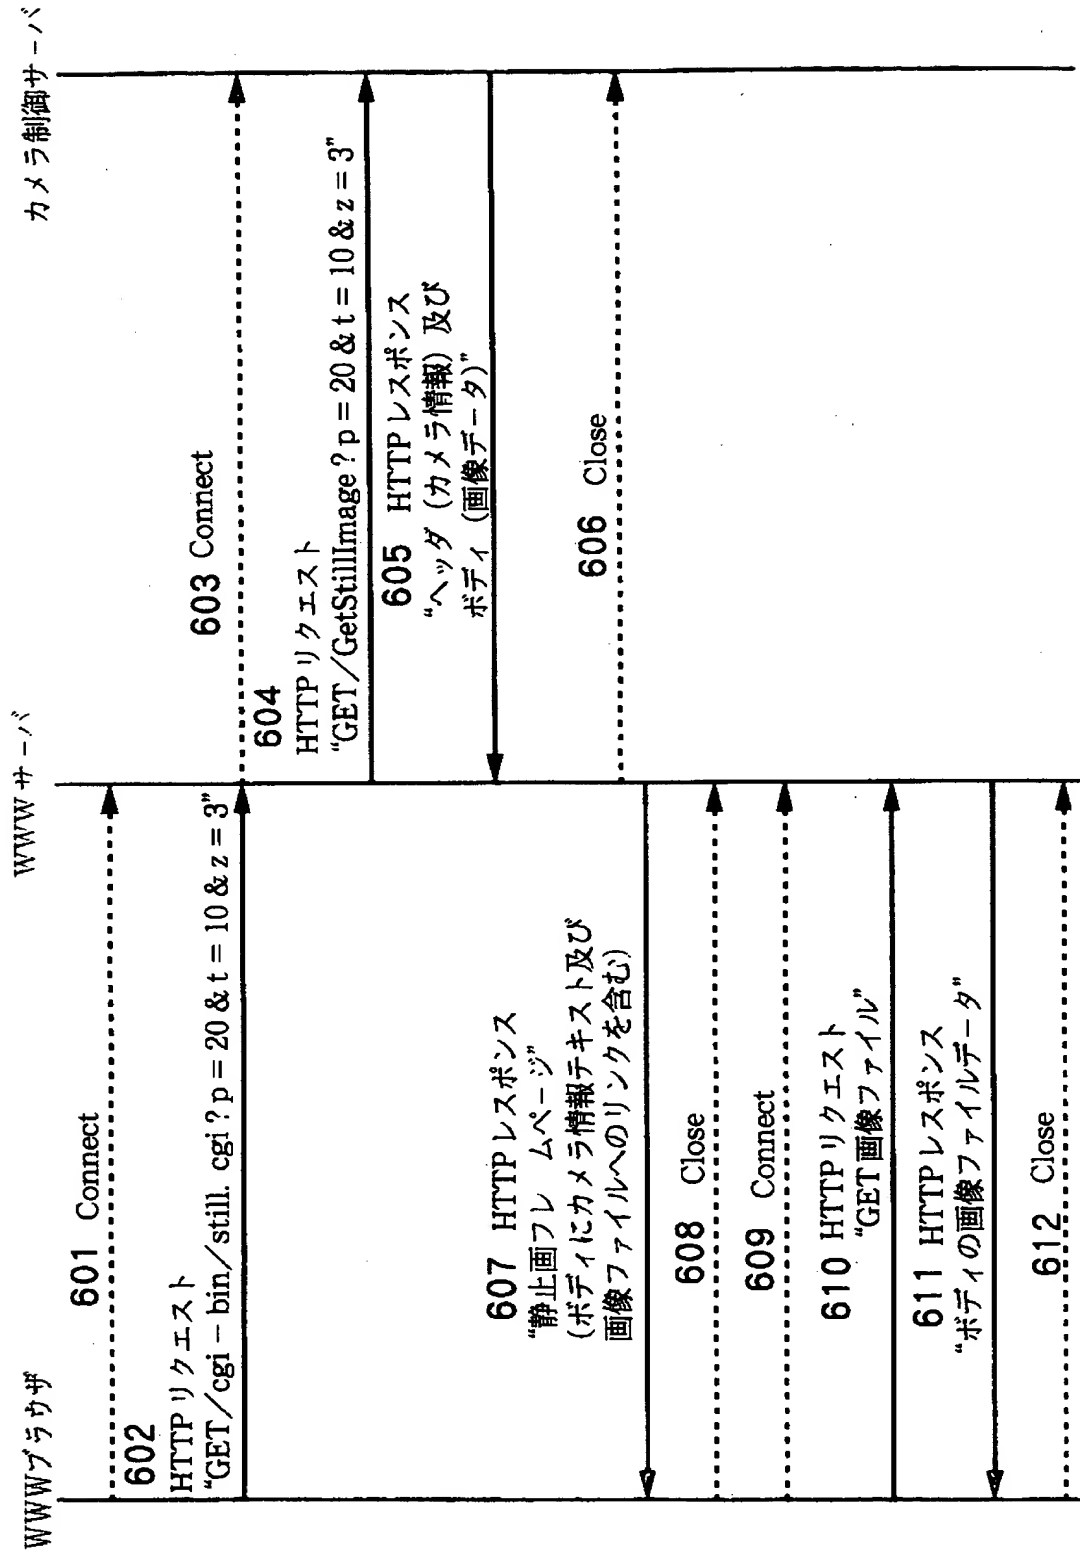 WWWブラウザ
WWWサーバ
カメラ制御サーバ
601 Connect
602
HTTPリクエスト
“GET/cgi－bin/still. cgi?p＝20&t＝10&z＝3”
603 Connect
604
HTTPリクエスト
“GET/GetStillImage?p＝20&t＝10&z＝3”
605 HTTPレスポンス
“ヘッダ（カメラ情報）及び
ボディ（画像データ）”
606 Close
607 HTTPレスポンス
“静止画フレ ムページ”
（ボディにカメラ情報テキスト及び
画像ファイルへのリンクを含む）
608 Close
609 Connect
610 HTTPリクエスト
“GET画像ファイル”
611 HTTPレスポンス
“ボディの画像ファイルデータ”
612 Close